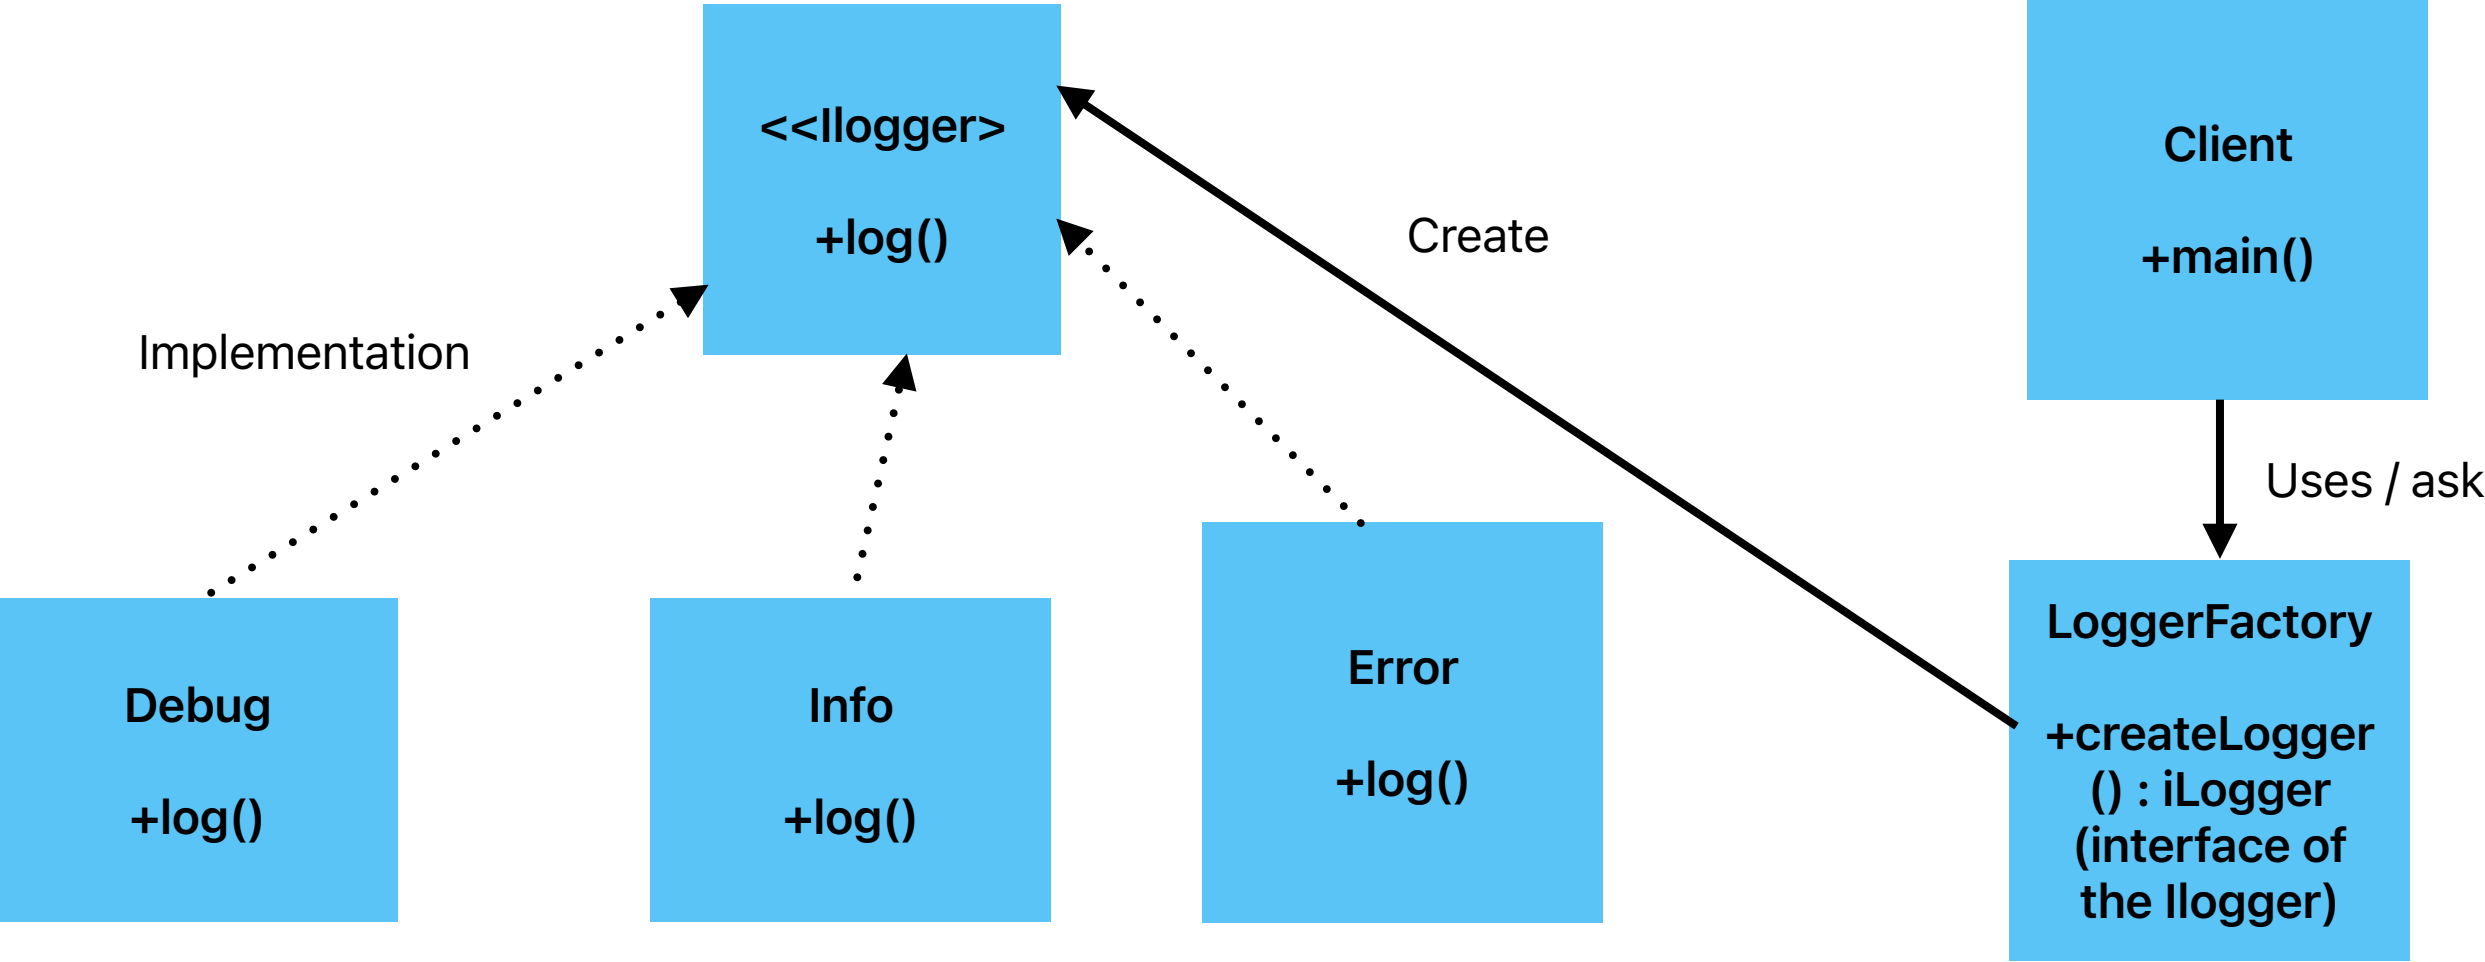 <<Ilogger>
+log()
Client
+main()
Create
Implementation
Uses / ask
Debug
+log()
Info
+log()
Error
+log()
LoggerFactory
+createLogger
() : iLogger
(interface of
the Ilogger)